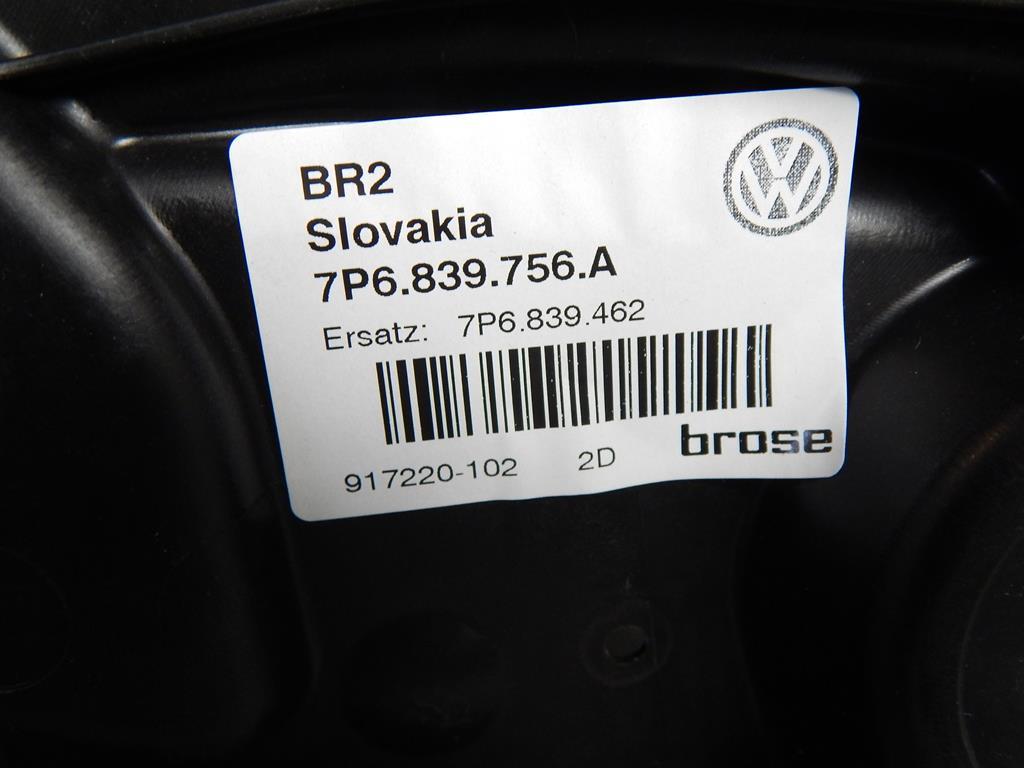 BR2
Slovakia
7P6.839.756.A
Ersatz: 7P6.839.462
917220-102 2D
brose